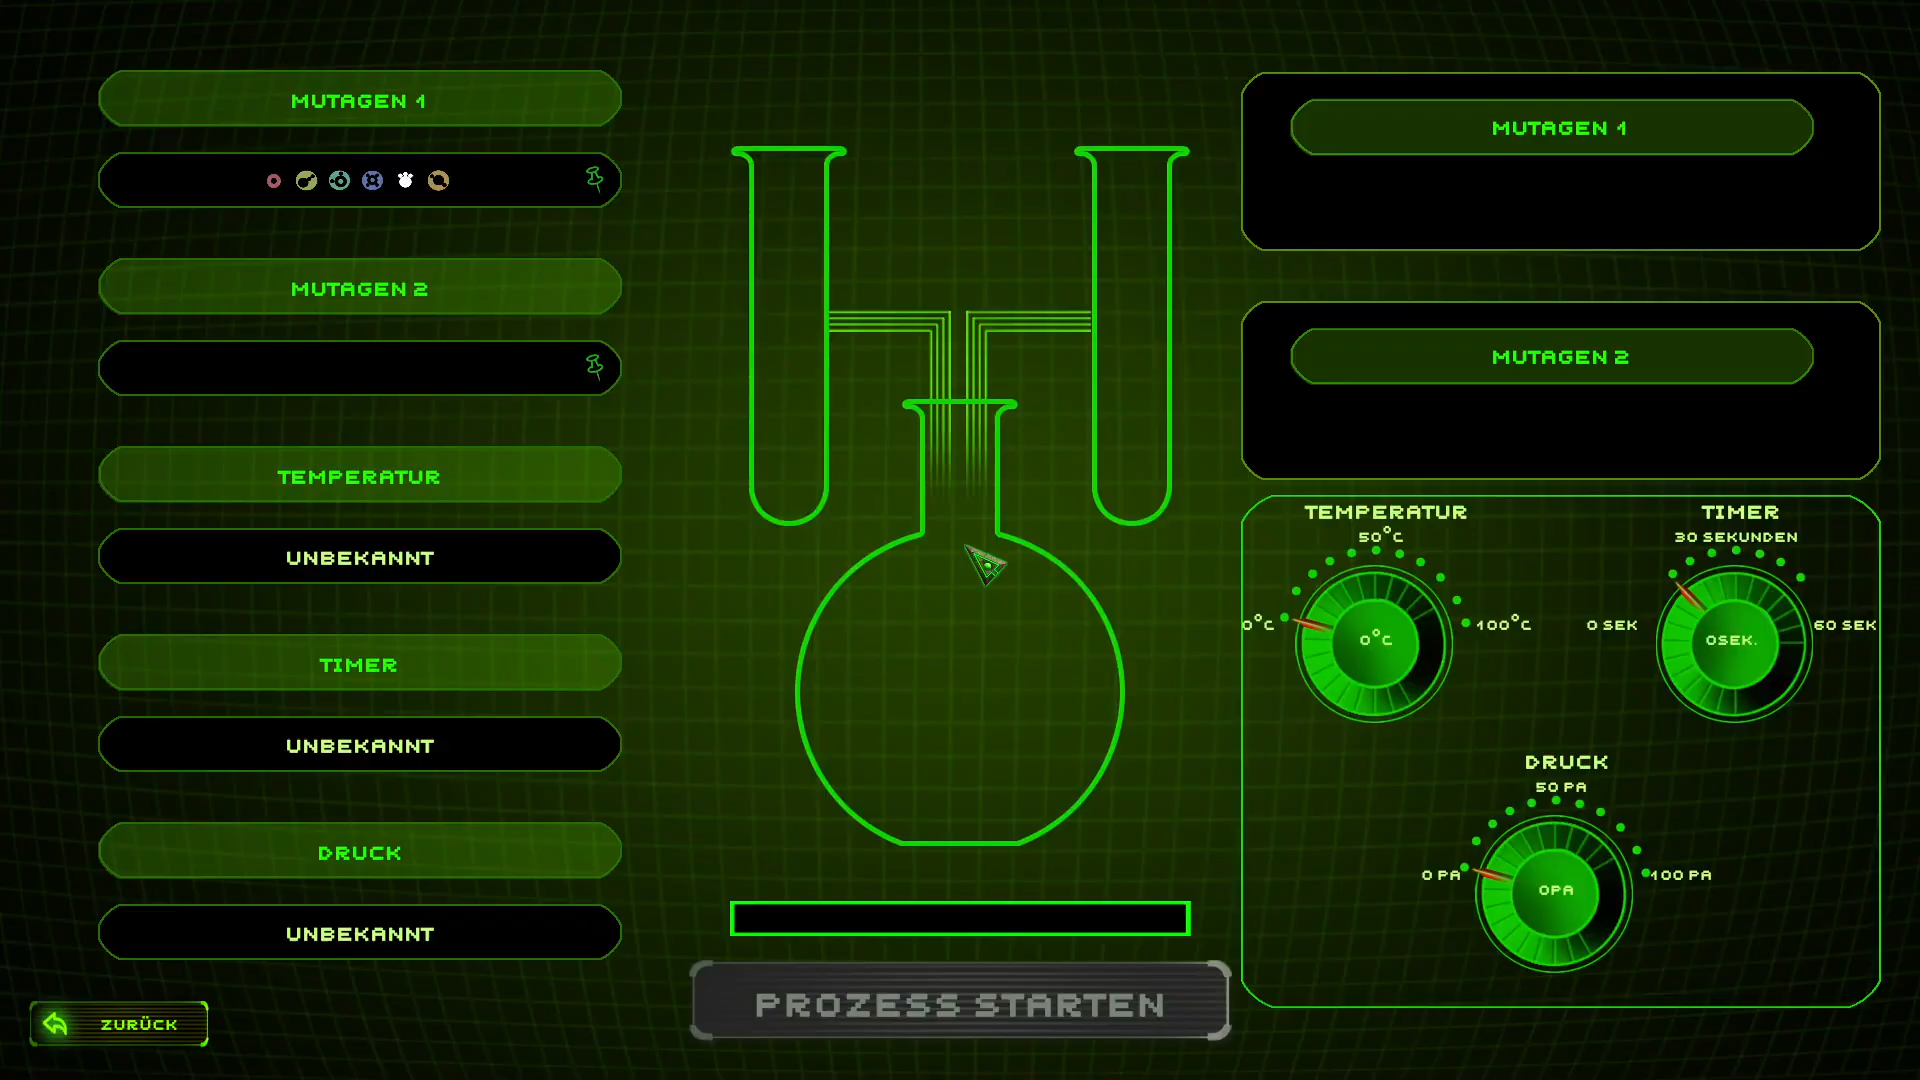 MUTAGEN 1
MUTAGEN 2
TEMPERATUR
UNBEKANNT
TIMER
UNBEKANNT
DRUCK
UNBEKANNT
ZURÜCK
PROZESS STARTEN
MUTAGEN 1
MUTAGEN 2
TEMPERATUR
50°C
0°C
100°C
0°C
TIMER
30 SEKUNDEN
0 SEK
60 SEK
0SEK.
DRUCK
50 PA
0 PA
100 PA
0PA